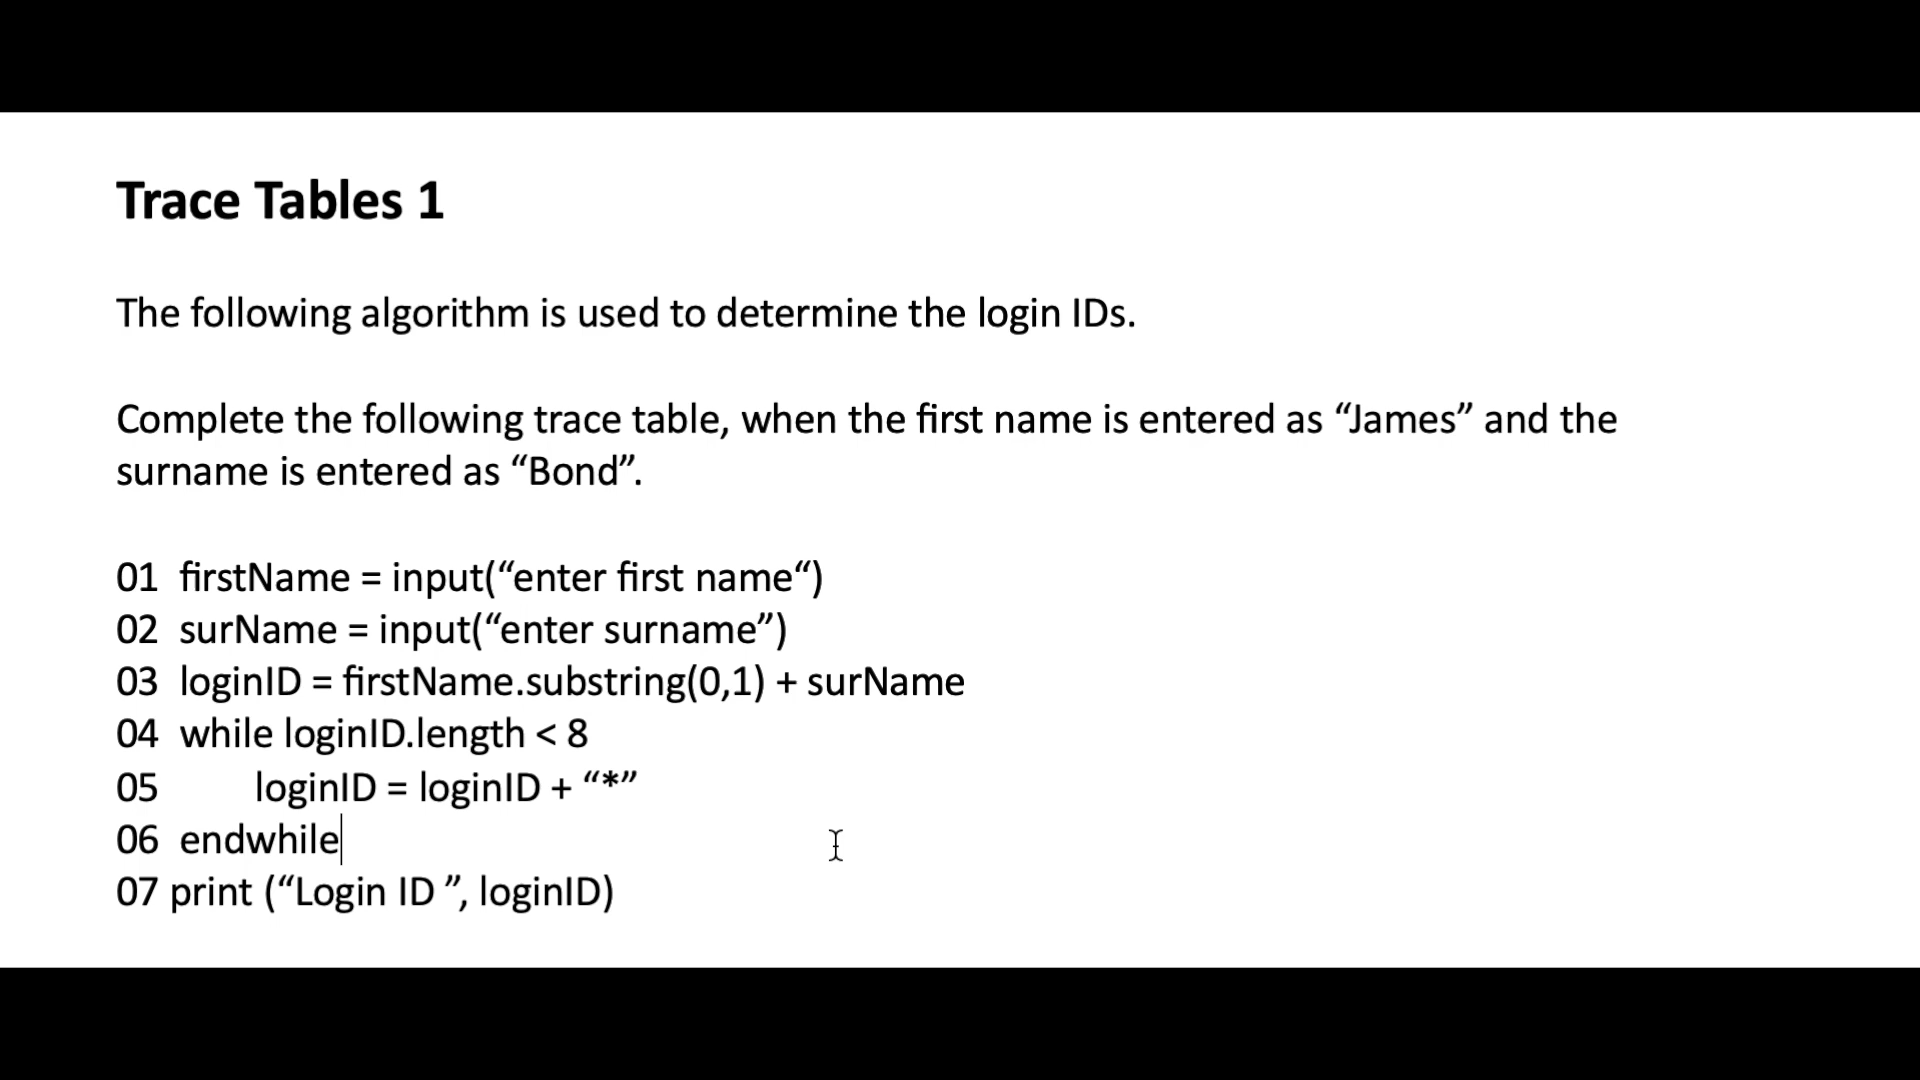 Trace Tables 1
The following algorithm is used to determine the login IDs.
Complete the following trace table, when the first name is entered as “James” and the
surname is entered as “Bond”.
01 firstName = input(“enter first name“)
02 surName = input(“enter surname”)
03 loginID = firstName.substring(0,1) + surName
04 while loginID.length < 8
05 loginID = loginID + “*”
06 endwhile
07 print (“Login ID ”, loginID)